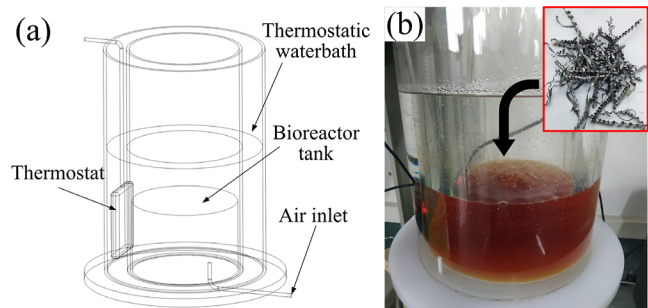 (a)
Thermostatic
waterbath
Bioreactor
tank
Thermostat
Air inlet
(b)